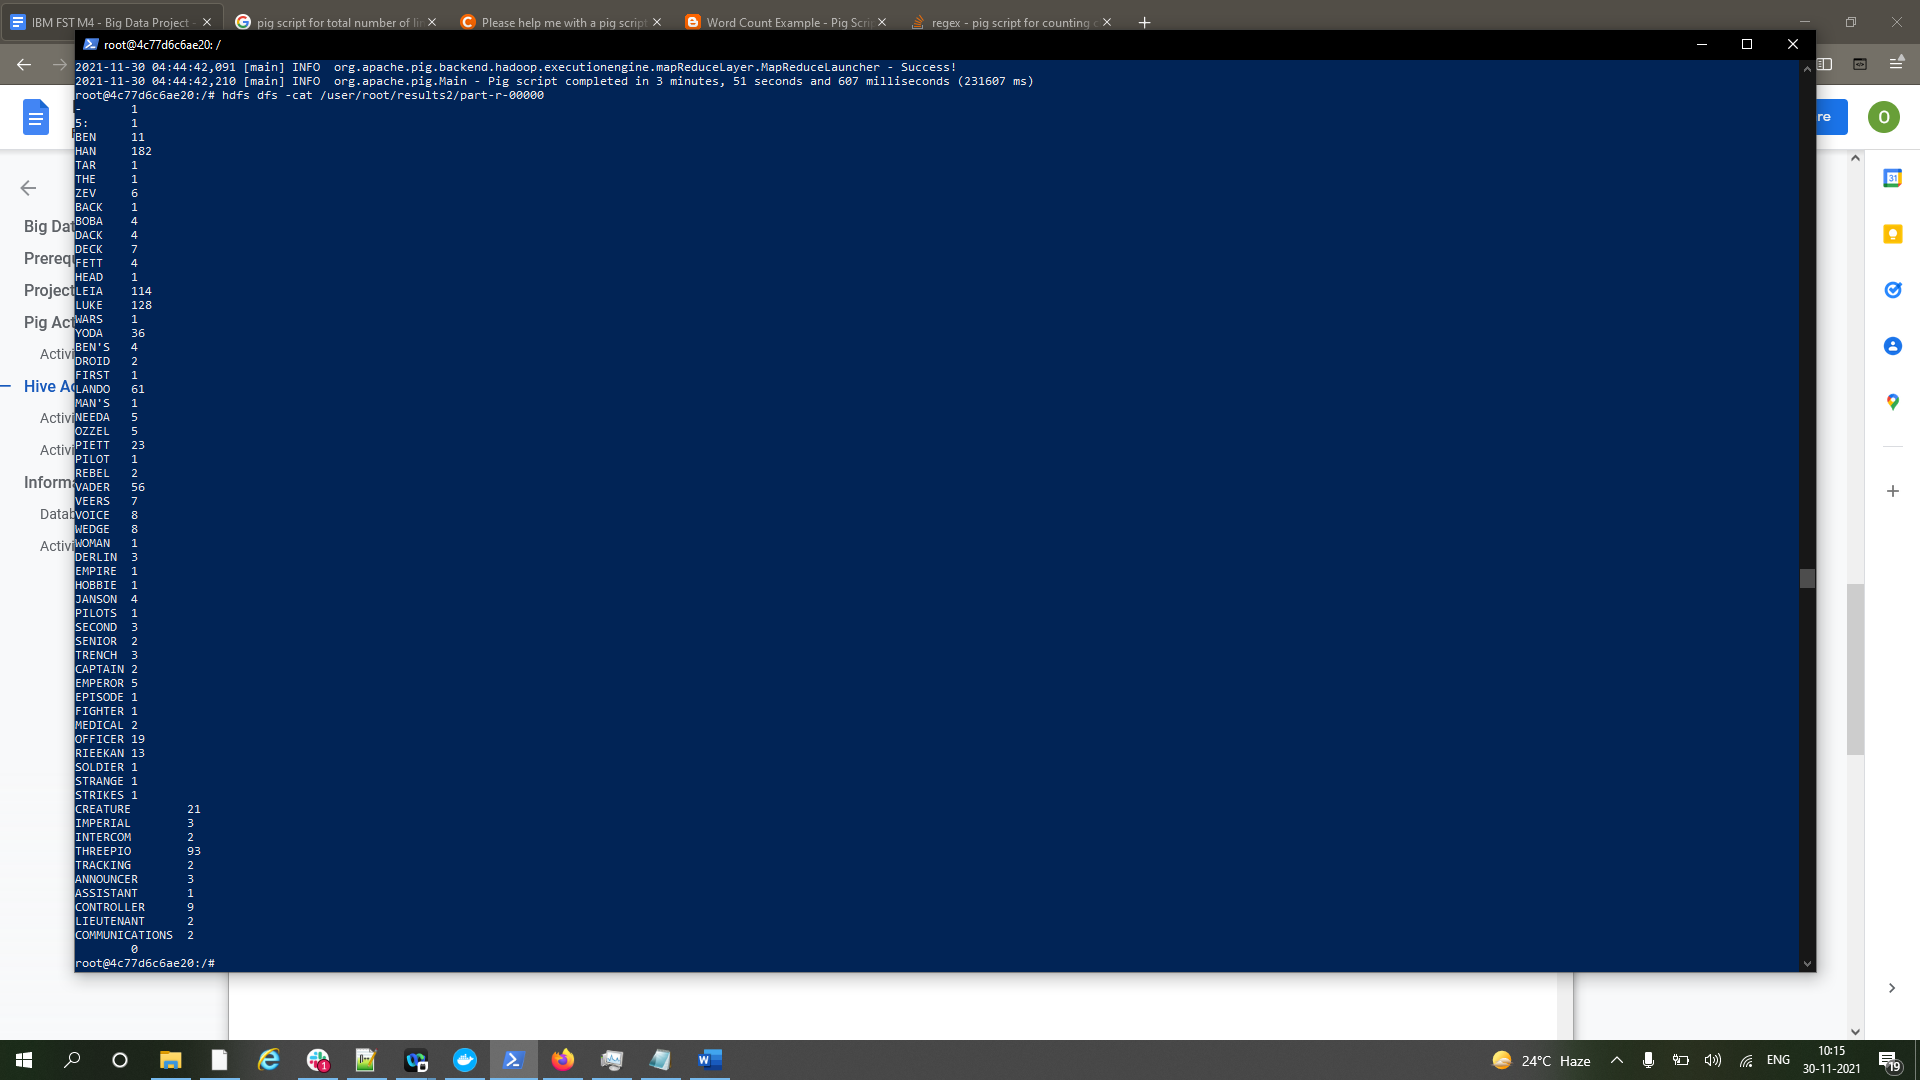 IBM FST M4 - Big Data Project -
pig script for total number of lin
Please help me with a pig script
Word Count Example - Pig Scri
regex - pig script for counting c
root@4c77d6c6ae20: /
2021-11-30 04:44:42,091 [main] INFO  org.apache.pig.backend.hadoop.executionengine.mapReduceLayer.MapReduceLauncher - Success!
2021-11-30 04:44:42,210 [main] INFO  org.apache.pig.Main - Pig script completed in 3 minutes, 51 seconds and 607 milliseconds (231607 ms)
root@4c77d6c6ae20:/# hdfs dfs -cat /user/root/results2/part-r-00000
- 1
5: 1
BEN 11
HAN 182
TAR 1
THE 1
ZEV 6
BACK 1
BOBA 4
DACK 4
DECK 7
FETT 4
HEAD 1
LEIA 114
LUKE 128
WARS 1
YODA 36
BEN'S 4
DROID 2
FIRST 1
LANDO 61
MAN'S 1
NEEDA 5
OZZEL 5
PIETT 23
PILOT 1
REBEL 2
VADER 56
VEERS 7
VOICE 8
WEDGE 8
WOMAN 1
DERLIN 3
EMPIRE 1
HOBBIE 1
JANSON 4
PILOTS 1
SECOND 3
SENIOR 2
TRENCH 3
CAPTAIN 2
EMPEROR 5
EPISODE 1
FIGHTER 1
MEDICAL 2
OFFICER 19
RIEEKAN 13
SOLDIER 1
STRANGE 1
STRIKES 1
CREATURE 21
IMPERIAL 3
INTERCOM 2
THREEPIO 93
TRACKING 2
ANNOUNCER 3
ASSISTANT 1
CONTROLLER 9
LIEUTENANT 2
COMMUNICATIONS 2
0
root@4c77d6c6ae20:/#
Big Dat
Prerequ
Project
Pig Act
Activi
Hive Ac
Activi
Activi
Informa
Datab
Activi
re
O
31
1
24°C Haze
ENG
10:15
30-11-2021
19